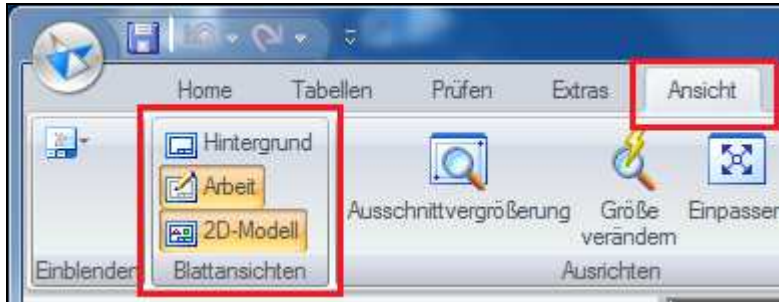 Home Tabellen Prüfen Extras Ansicht
Hintergrund
Arbeit
2D-Modell
Ausschnittvergrößerung Größe verändern Einpassen
Einblenden Blattansichten Ausrichten